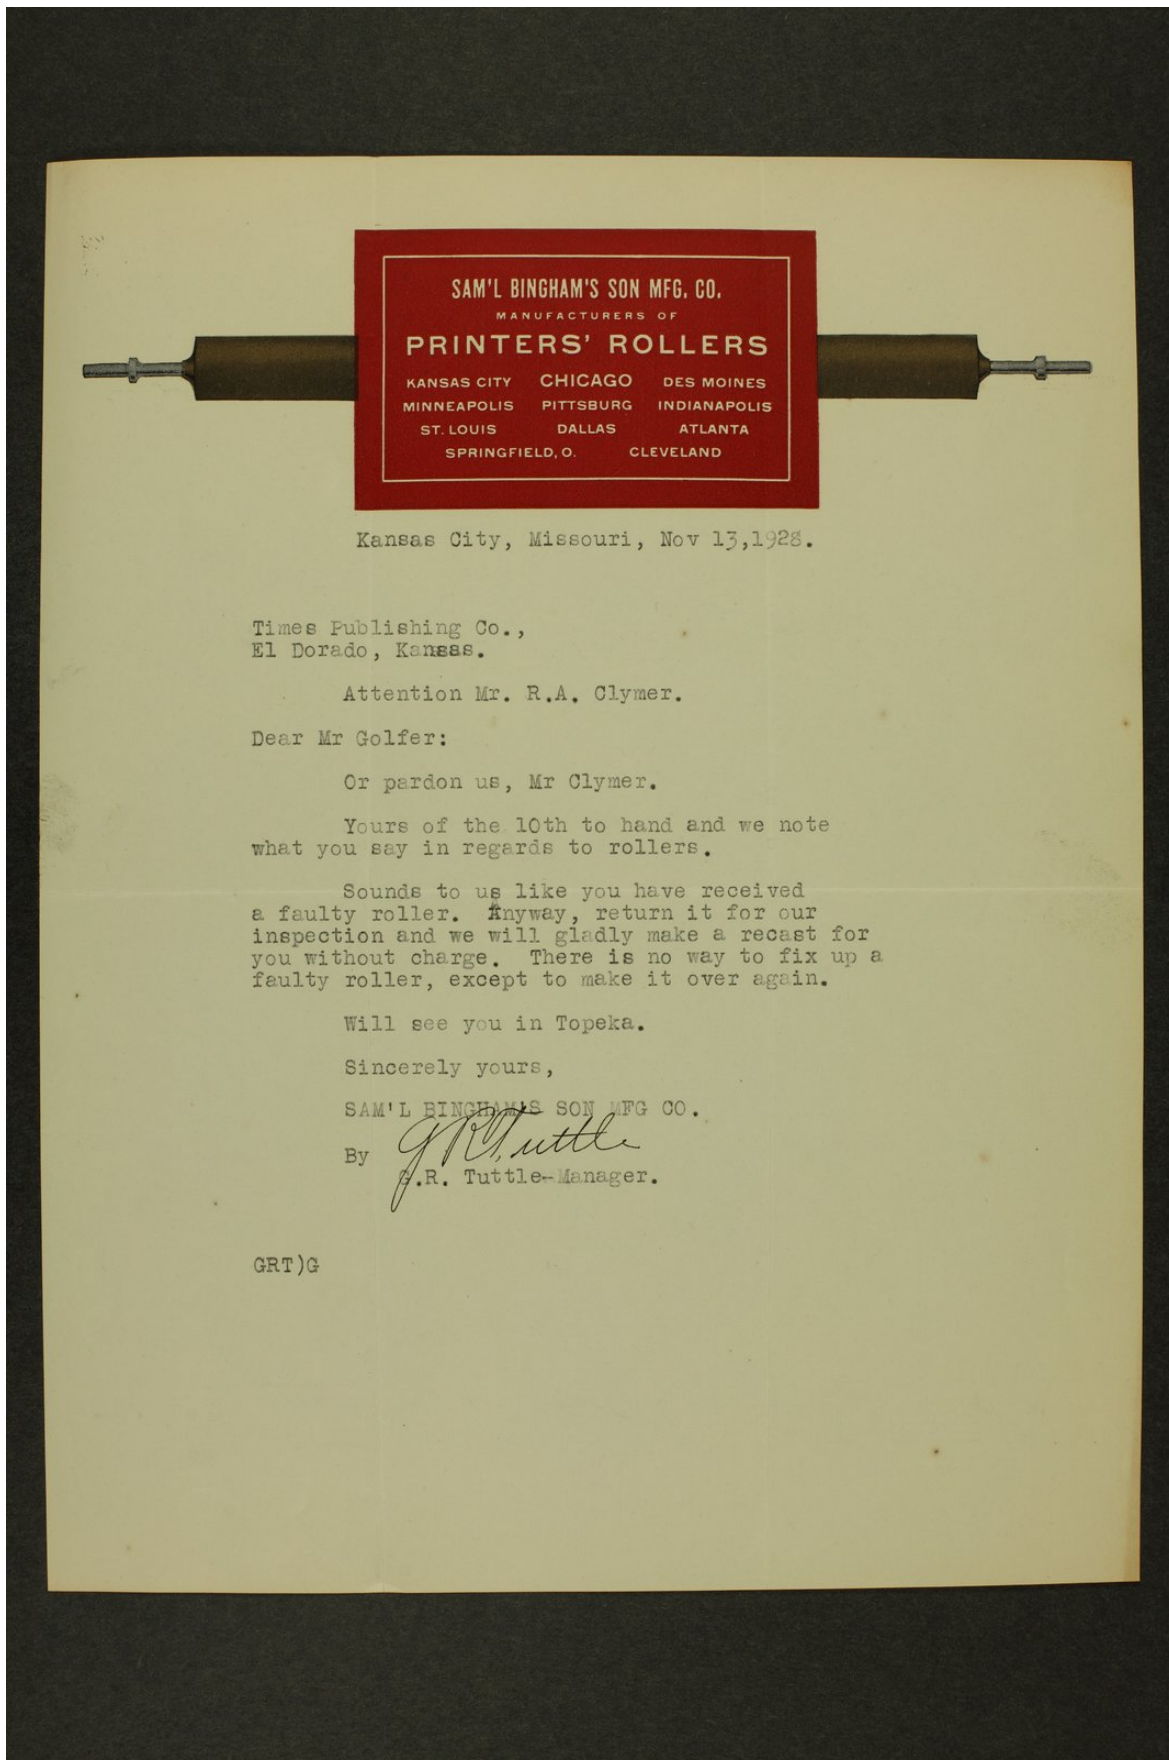 SAM'L BINGHAM'S SON MFG. CO.
MANUFACTURERS OF
PRINTERS' ROLLERS
KANSAS CITY CHICAGO DES MOINES
MINNEAPOLIS PITTSBURG INDIANAPOLIS
ST. LOUIS DALLAS ATLANTA
SPRINGFIELD, O. CLEVELAND
Kansas City, Missouri, Nov 13,1928.
Times Publishing Co.,
El Dorado, Kansas.
Attention Mr. R.A. Clymer.
Dear Mr Golfer:
Or pardon us, Mr Clymer.
Yours of the 10th to hand and we note
what you say in regards to rollers.
Sounds to us like you have received
a faulty roller. Anyway, return it for our
inspection and we will gladly make a recast for
you without charge. There is no way to fix up a
faulty roller, except to make it over again.
Will see you in Topeka.
Sincerely yours,
SAM'L BINGHAM'S SON MFG CO.
By G R Tuttle
G.R. Tuttle-Manager.
GRT)G